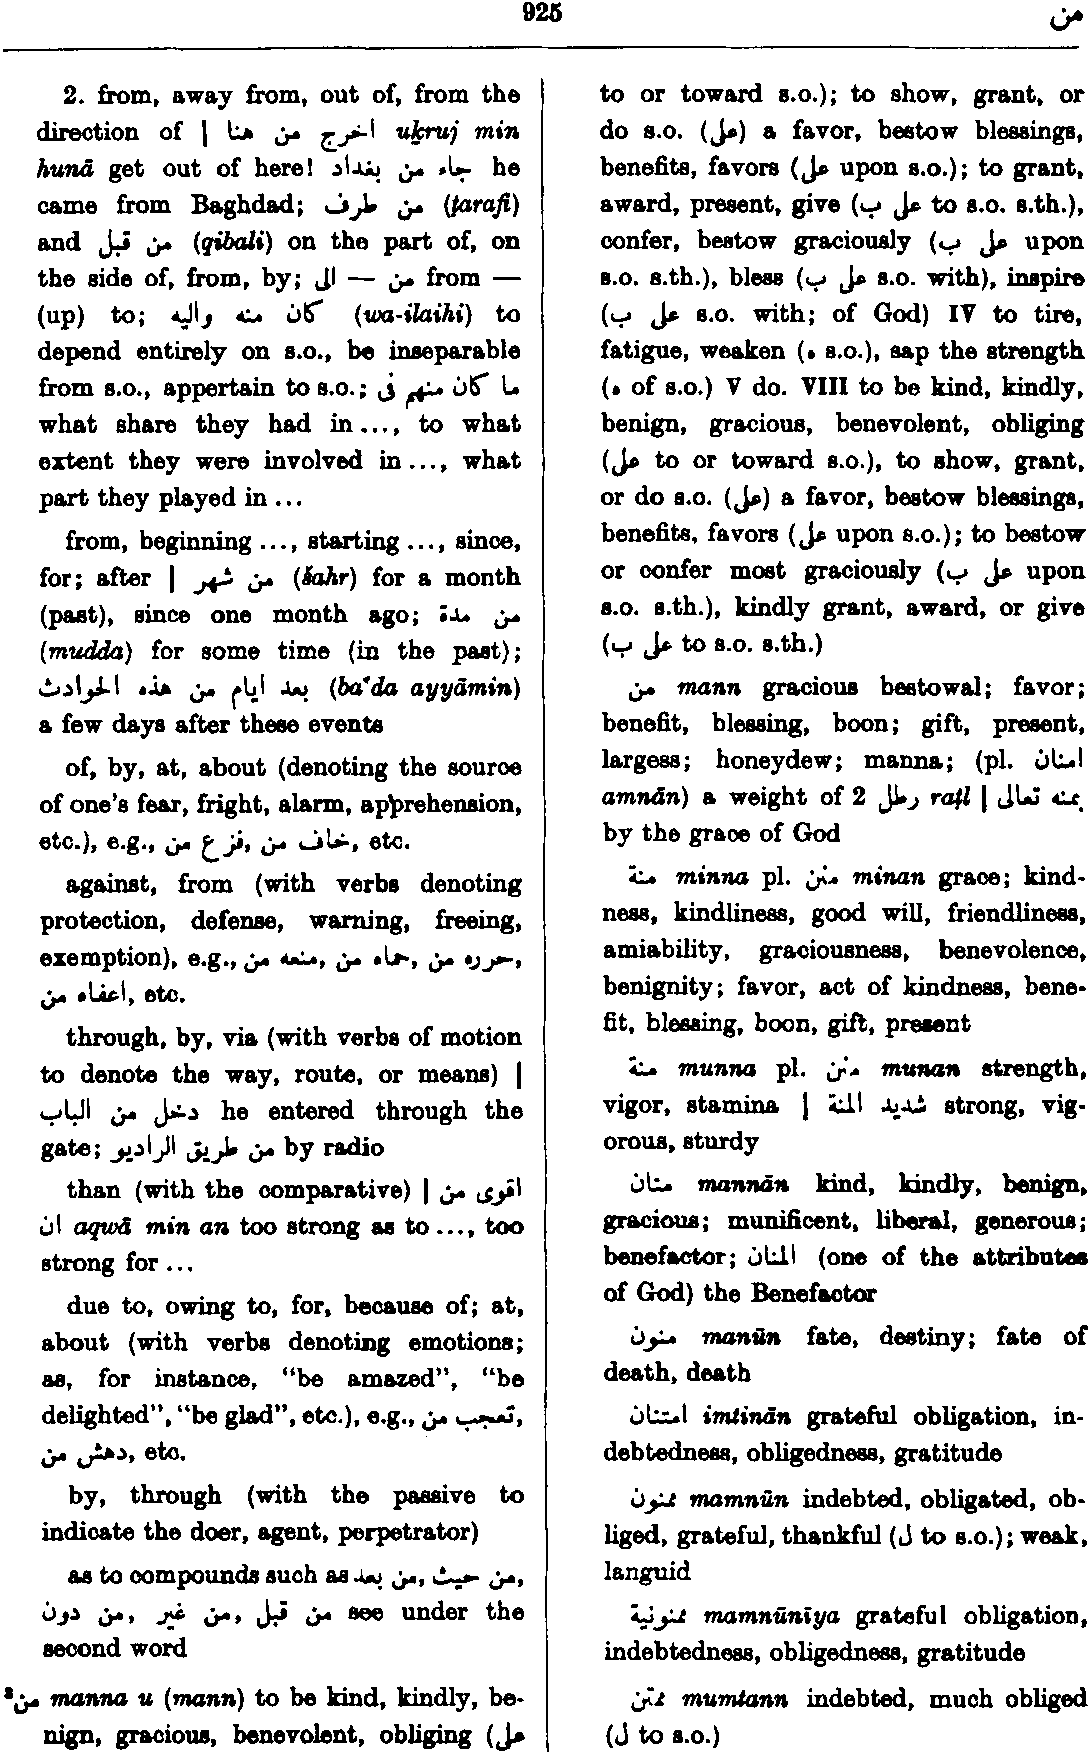 925
من
2. from, away from, out of, from the
direction of | اخرج من هنا uḵruj min
hunā get out of here! جاء من بغداد he
came from Baghdad; من طرف (ṭarafi)
and من قبل (qibali) on the part of, on
the side of, from, by; من — الى from —
(up) to; كان منه واليه (wa-ilaihi) to
depend entirely on s.o., be inseparable
from s.o., appertain to s.o.; ما كان منهم فى
what share they had in ..., to what
extent they were involved in ..., what
part they played in ...
from, beginning ..., starting ..., since,
for; after | من شهر (šahr) for a month
(past), since one month ago; من مدة
(mudda) for some time (in the past);
بعد ايام من هذه الحوادث (ba‘da ayyāmin)
a few days after these events
of, by, at, about (denoting the source
of one's fear, fright, alarm, apprehension,
etc.), e.g., خاف من, فزع من, etc.
against, from (with verbs denoting
protection, defense, warning, freeing,
exemption), e.g., حرره من, حماه من, منعه من,
اعفاه من, etc.
through, by, via (with verbs of motion
to denote the way, route, or means) |
دخل من الباب he entered through the
gate; من طريق الراديو by radio
than (with the comparative) | اقوى من
ان aqwā min an too strong as to ..., too
strong for ...
due to, owing to, for, because of; at,
about (with verbs denoting emotions;
as, for instance, “be amazed”, “be
delighted”, “be glad”, etc.), e.g., تعجب من,
دهش من, etc.
by, through (with the passive to
indicate the doer, agent, perpetrator)
as to compounds such as من حيث, من بعد,
من قبل, من غير, من دون see under the
second word
²من manna u (mann) to be kind, kindly, be-
nign, gracious, benevolent, obliging (على
to or toward s.o.); to show, grant, or
do s.o. (على) a favor, bestow blessings,
benefits, favors (على upon s.o.); to grant,
award, present, give (على ب to s.o. s.th.),
confer, bestow graciously (على ب upon
s.o. s.th.), bless (على ب s.o. with), inspire
(على ب s.o. with; of God) IV to tire,
fatigue, weaken (ه s.o.), sap the strength
(ه of s.o.) V do. VIII to be kind, kindly,
benign, gracious, benevolent, obliging
(على to or toward s.o.), to show, grant,
or do s.o. (على) a favor, bestow blessings,
benefits, favors (على upon s.o.); to bestow
or confer most graciously (على ب upon
s.o. s.th.), kindly grant, award, or give
(على ب to s.o. s.th.)
من mann gracious bestowal; favor;
benefit, blessing, boon; gift, present,
largess; honeydew; manna; (pl. امنان
amnān) a weight of 2 رطل raṭl | بمنه تعالى
by the grace of God
منة minna pl. منن minan grace; kind-
ness, kindliness, good will, friendliness,
amiability, graciousness, benevolence,
benignity; favor, act of kindness, bene-
fit, blessing, boon, gift, present
منة munna pl. منن munan strength,
vigor, stamina | شديد المنة strong, vig-
orous, sturdy
منان mannān kind, kindly, benign,
gracious; munificent, liberal, generous;
benefactor; المنان (one of the attributes
of God) the Benefactor
منون manūn fate, destiny; fate of
death, death
امتنان imtinān grateful obligation, in-
debtedness, obligedness, gratitude
ممنون mamnūn indebted, obligated, ob-
liged, grateful, thankful (ل to s.o.); weak,
languid
ممنونية mamnūnīya grateful obligation,
indebtedness, obligedness, gratitude
ممتن mumtann indebted, much obliged
(ل to s.o.)